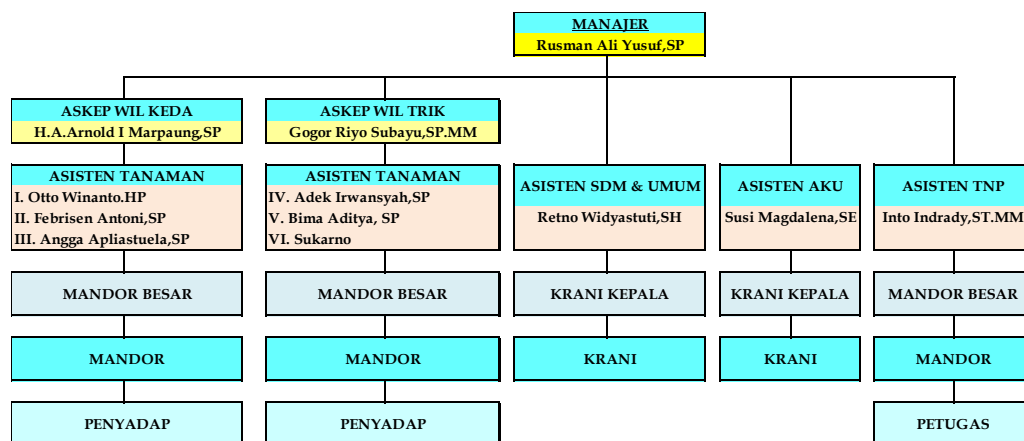 MANAJER
Rusman Ali Yusuf,SP
ASKEP WIL KEDA
H.A.Arnold I Marpaung,SP
ASKEP WIL TRIK
Gogor Riyo Subayu,SP.MM
ASISTEN TANAMAN
I. Otto Winanto.HP
II. Febrisen Antoni,SP
III. Angga Apliastuela,SP
ASISTEN TANAMAN
IV. Adek Irwansyah,SP
V. Bima Aditya, SP
VI. Sukarno
ASISTEN SDM & UMUM
Retno Widyastuti,SH
ASISTEN AKU
Susi Magdalena,SE
ASISTEN TNP
Into Indrady,ST.MM
MANDOR BESAR
MANDOR BESAR
KRANI KEPALA
KRANI KEPALA
MANDOR BESAR
MANDOR
MANDOR
KRANI
KRANI
MANDOR
PENYADAP
PENYADAP
PETUGAS